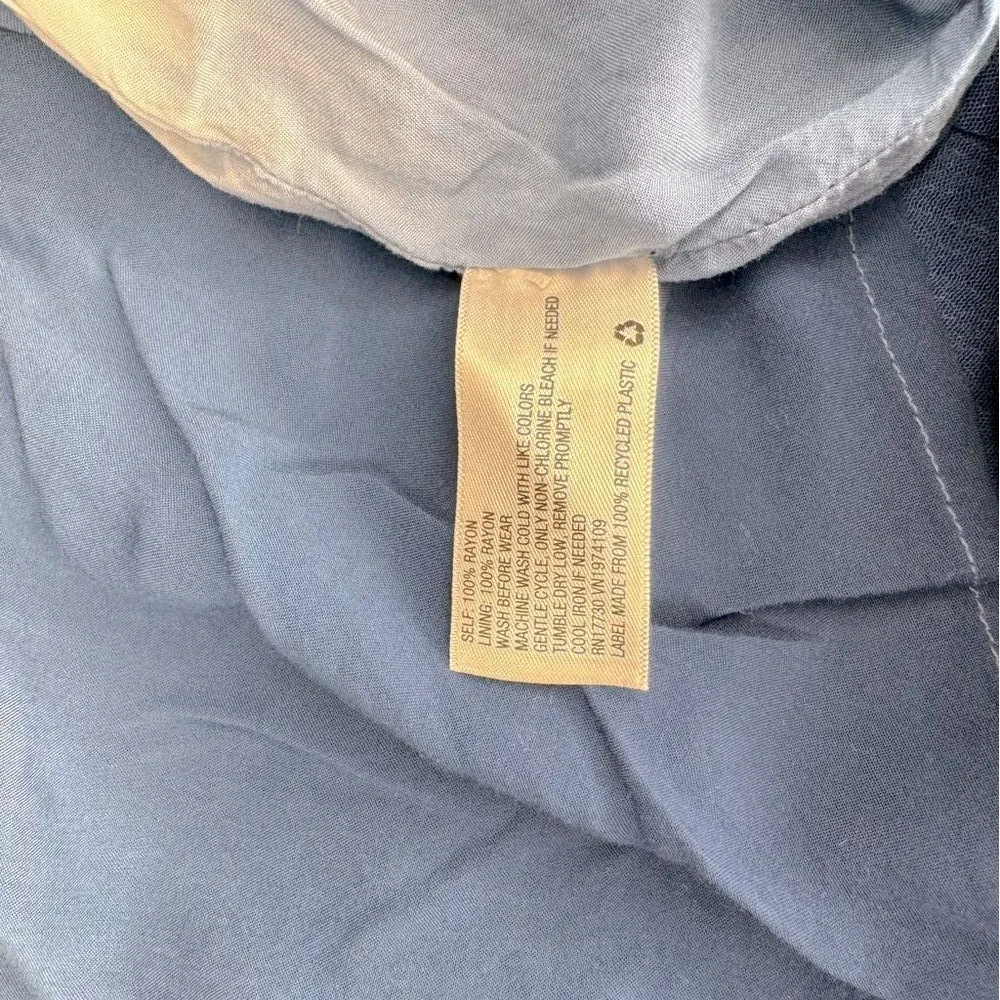 SELF: 100% RAYON
LINING: 100% RAYON
WASH BEFORE WEAR
MACHINE WASH COLD WITH LIKE COLORS
GENTLE CYCLE. ONLY NON-CHLORINE BLEACH IF NEEDED
TUMBLE DRY LOW. REMOVE PROMPTLY
COOL IRON IF NEEDED
RN17730 VN1974109
LABEL MADE FROM 100% RECYCLED PLASTIC